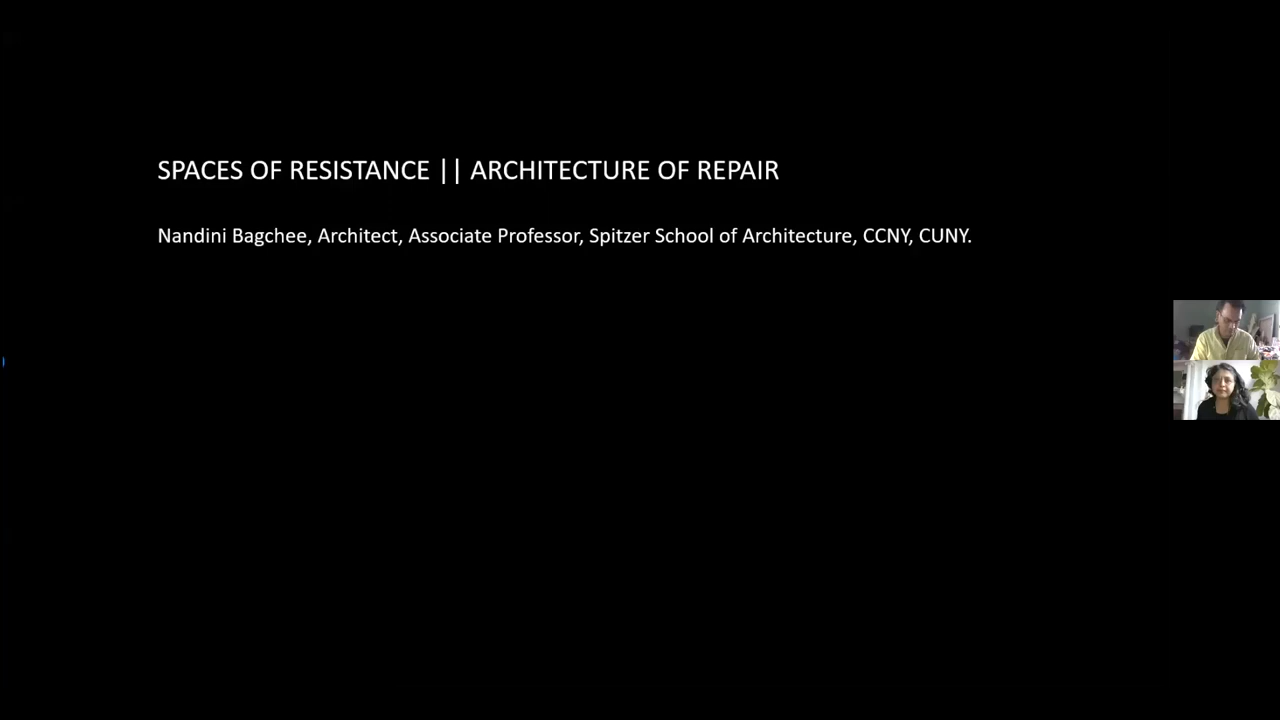 SPACES OF RESISTANCE || ARCHITECTURE OF REPAIR
Nandini Bagchee, Architect, Associate Professor, Spitzer School of Architecture, CCNY, CUNY.